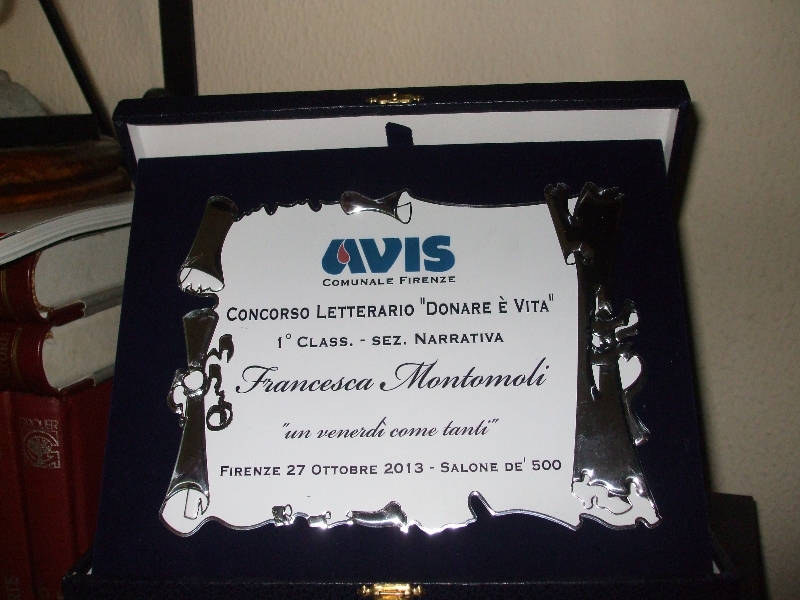 AVIS
COMUNALE FIRENZE
CONCORSO LETTERARIO "DONARE È VITA"
1° CLASS. - SEZ. NARRATIVA
Francesca Montomoli
"un venerdì come tanti"
FIRENZE 27 OTTOBRE 2013 - SALONE DE' 500